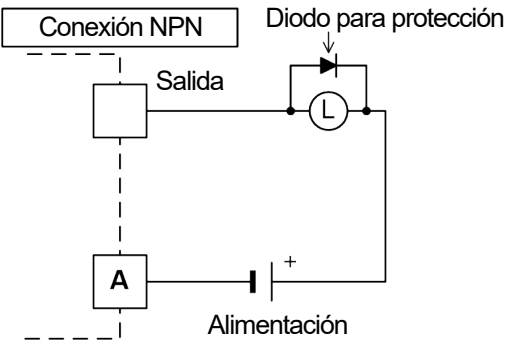 Conexión NPN
Diodo para protección
Salida
L
A
+
Alimentación